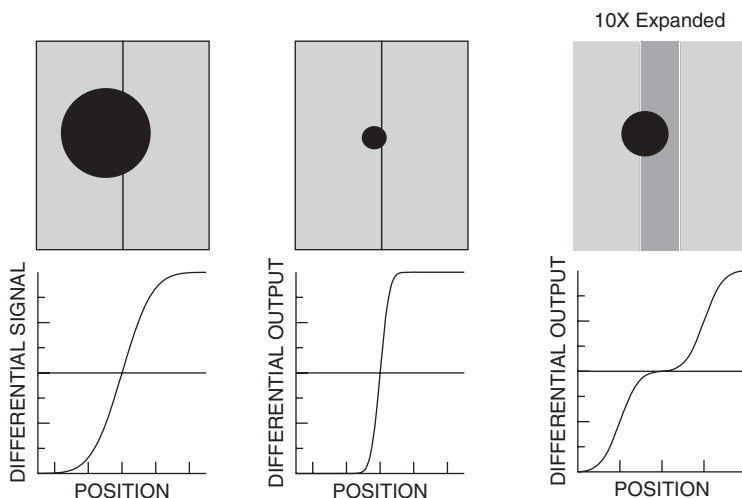 10X Expanded
DIFFERENTIAL SIGNAL
POSITION
DIFFERENTIAL OUTPUT
POSITION
DIFFERENTIAL OUTPUT
POSITION